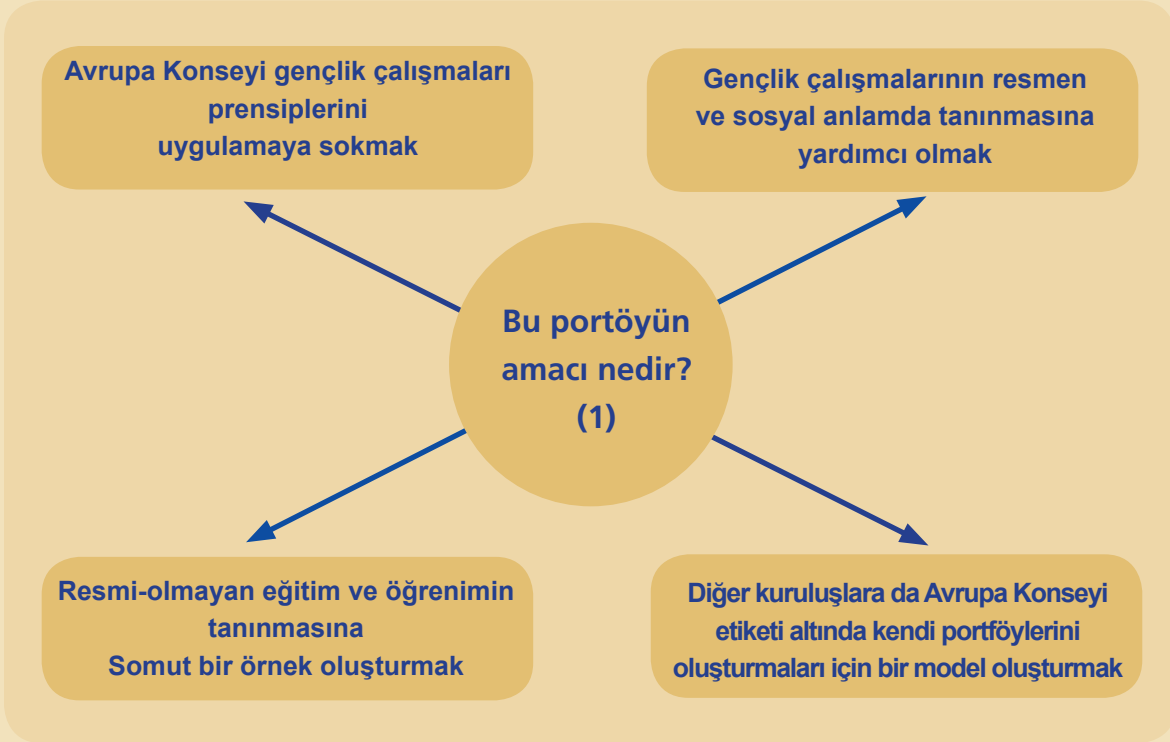 Avrupa Konseyi gençlik çalışmaları
prensiplerini
uygulamaya sokmak
Gençlik çalışmalarının resmen
ve sosyal anlamda tanınmasına
yardımcı olmak
Bu portöyün
amacı nedir?
(1)
Resmi-olmayan eğitim ve öğrenimin
tanınmasına
Somut bir örnek oluşturmak
Diğer kuruluşlara da Avrupa Konseyi
etiketi altında kendi portföylerini
oluşturmaları için bir model oluşturmak